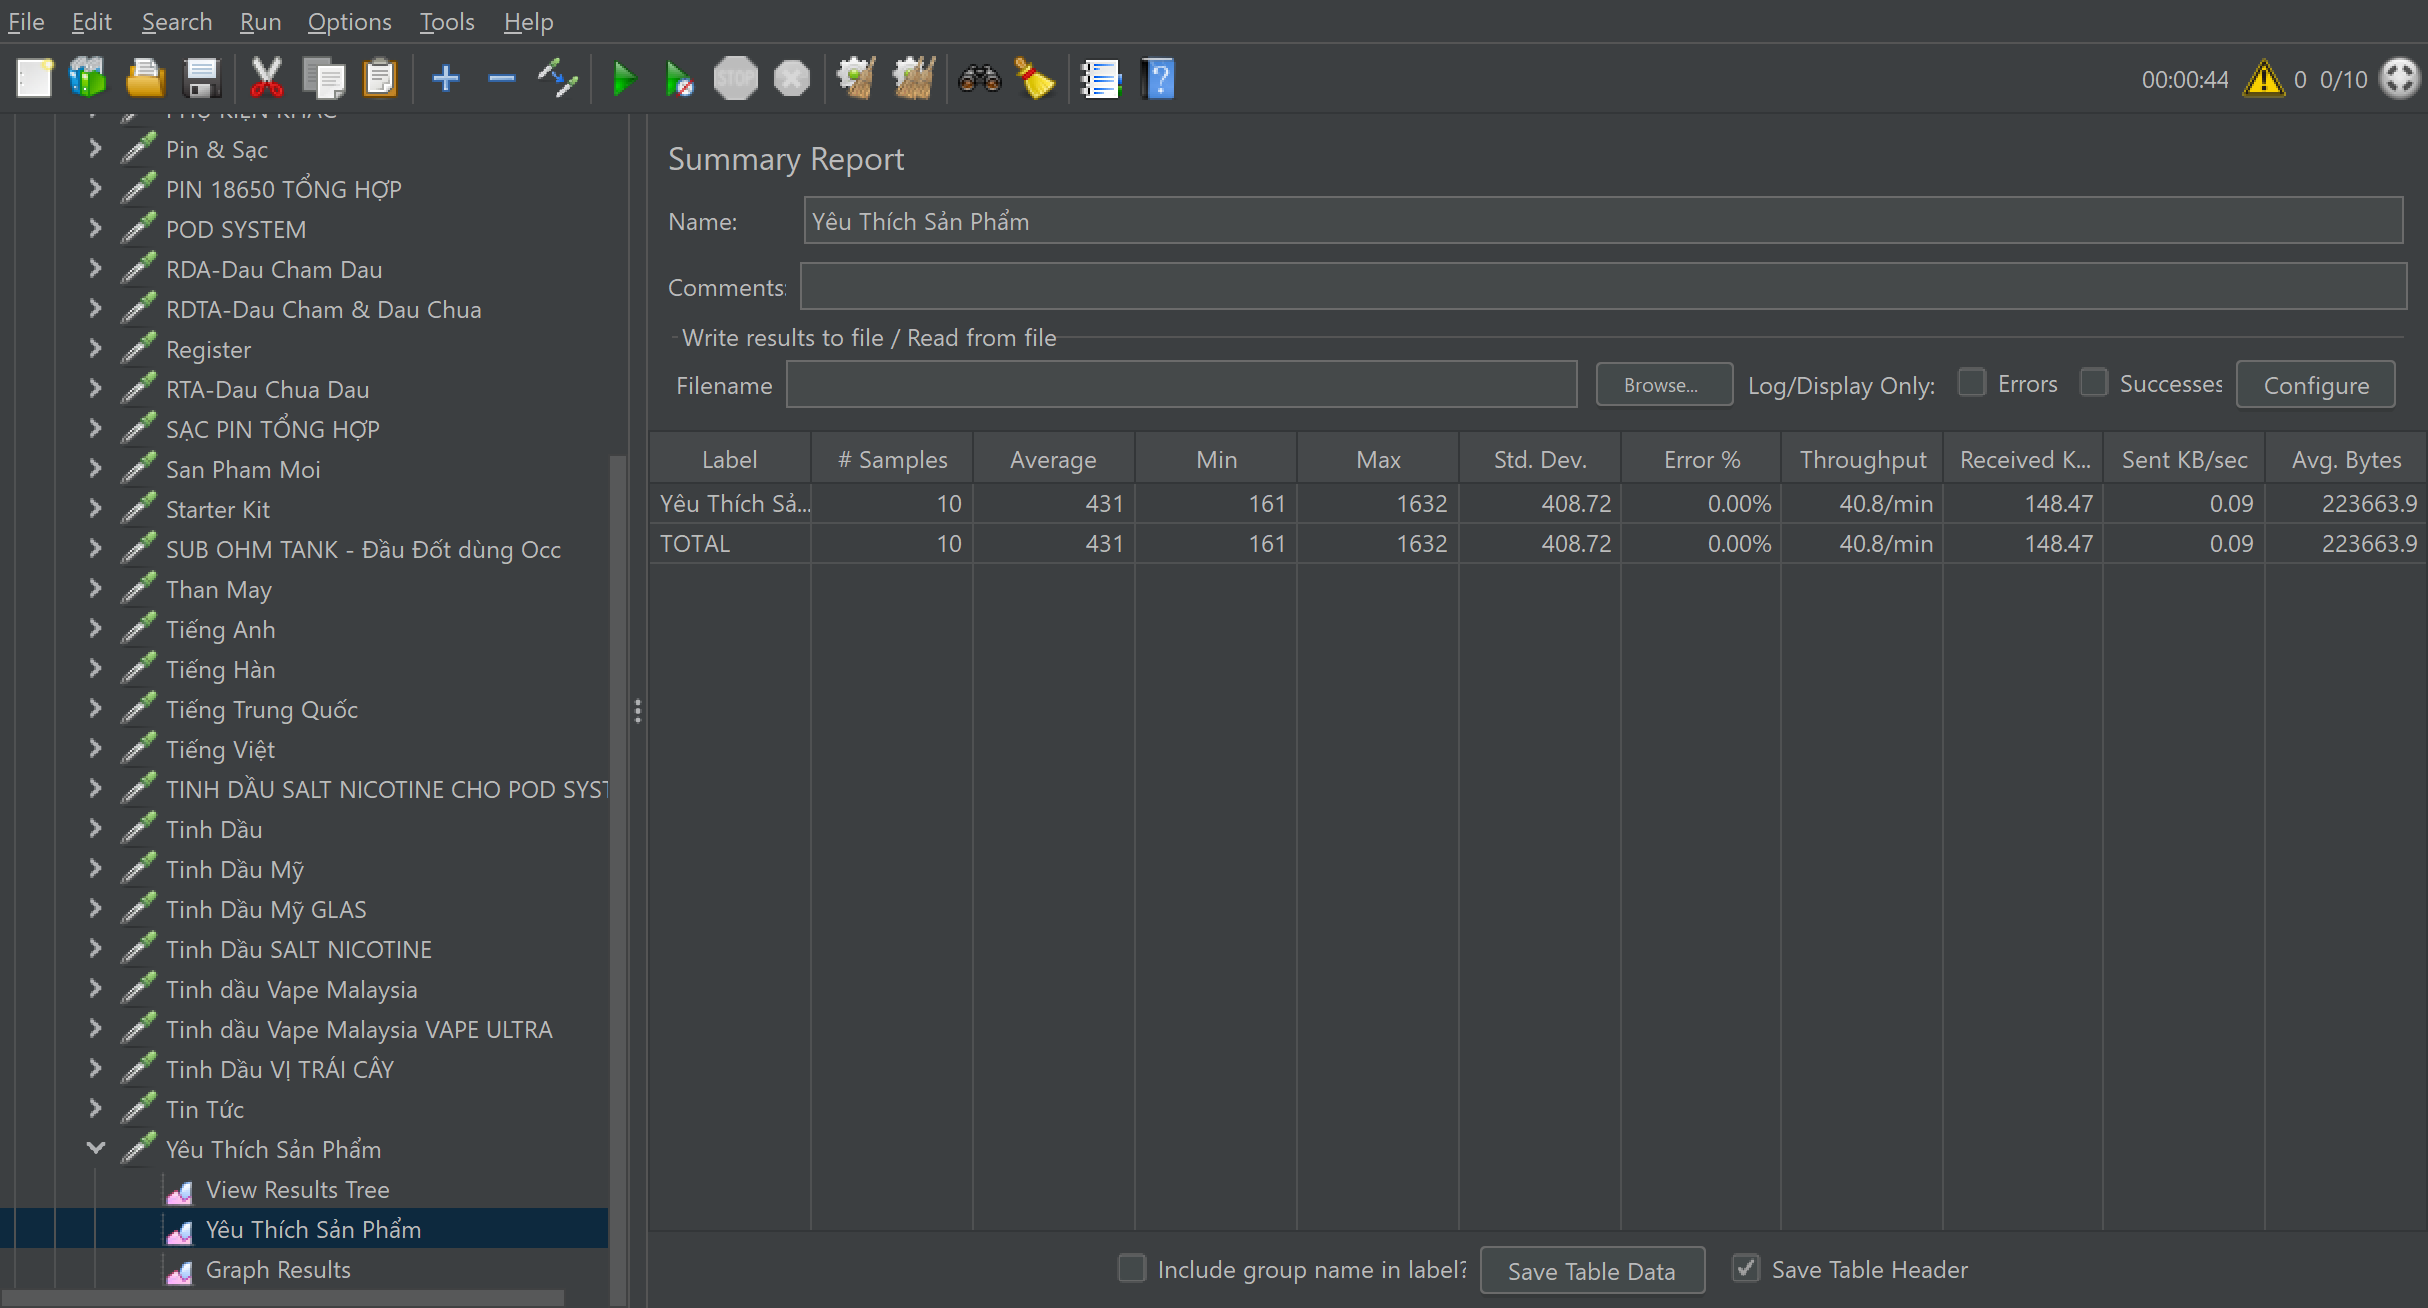 File Edit Search Run Options Tools Help
STOP
00:00:44 0 0/10
Pin & Sạc
PIN 18650 TỔNG HỢP
POD SYSTEM
RDA-Dau Cham Dau
RDTA-Dau Cham & Dau Chua
Register
RTA-Dau Chua Dau
SẠC PIN TỔNG HỢP
San Pham Moi
Starter Kit
SUB OHM TANK - Đầu Đốt dùng Occ
Than May
Tiếng Anh
Tiếng Hàn
Tiếng Trung Quốc
Tiếng Việt
TINH DẦU SALT NICOTINE CHO POD SYST
Tinh Dầu
Tinh Dầu Mỹ
Tinh Dầu Mỹ GLAS
Tinh Dầu SALT NICOTINE
Tinh dầu Vape Malaysia
Tinh dầu Vape Malaysia VAPE ULTRA
Tinh Dầu VỊ TRÁI CÂY
Tin Tức
Yêu Thích Sản Phẩm
View Results Tree
Yêu Thích Sản Phẩm
Graph Results
Summary Report
Name: Yêu Thích Sản Phẩm
Comments:
Write results to file / Read from file
Filename Browse... Log/Display Only: Errors Successes Configure
Label # Samples Average Min Max Std. Dev. Error % Throughput Received K... Sent KB/sec Avg. Bytes
Yêu Thích Sả... 10 431 161 1632 408.72 0.00% 40.8/min 148.47 0.09 223663.9
TOTAL 10 431 161 1632 408.72 0.00% 40.8/min 148.47 0.09 223663.9
Include group name in label? Save Table Data Save Table Header